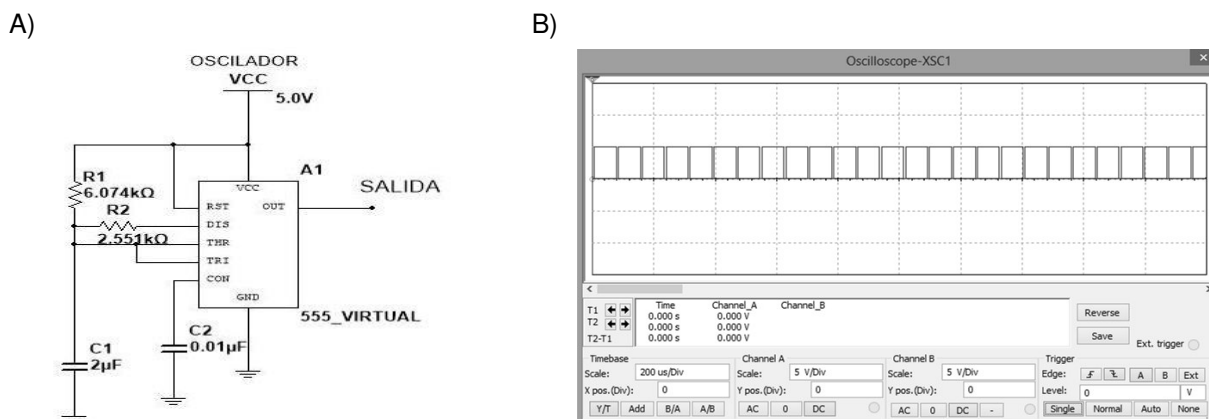 A)
OSCILADOR
VCC
5.0V
R1
6.074kΩ
R2
2.551kΩ
A1
VCC
RST
OUT
DIS
THR
TRI
CON
GND
SALIDA
555_VIRTUAL
C1
2µF
C2
0.01µF
B)
Oscilloscope-XSC1
×
Time Channel_A Channel_B
T1 0.000 s 0.000 V
T2 0.000 s 0.000 V
T2-T1 0.000 s 0.000 V
Reverse
Save
Ext. trigger
Timebase
Scale: 200 us/Div
X pos.(Div): 0
Y/T Add B/A A/B
Channel A
Scale: 5 V/Div
Y pos.(Div): 0
AC 0 DC
Channel B
Scale: 5 V/Div
Y pos.(Div): 0
AC 0 DC -
Trigger
Edge: A B Ext
Level: 0 V
Single Normal Auto None